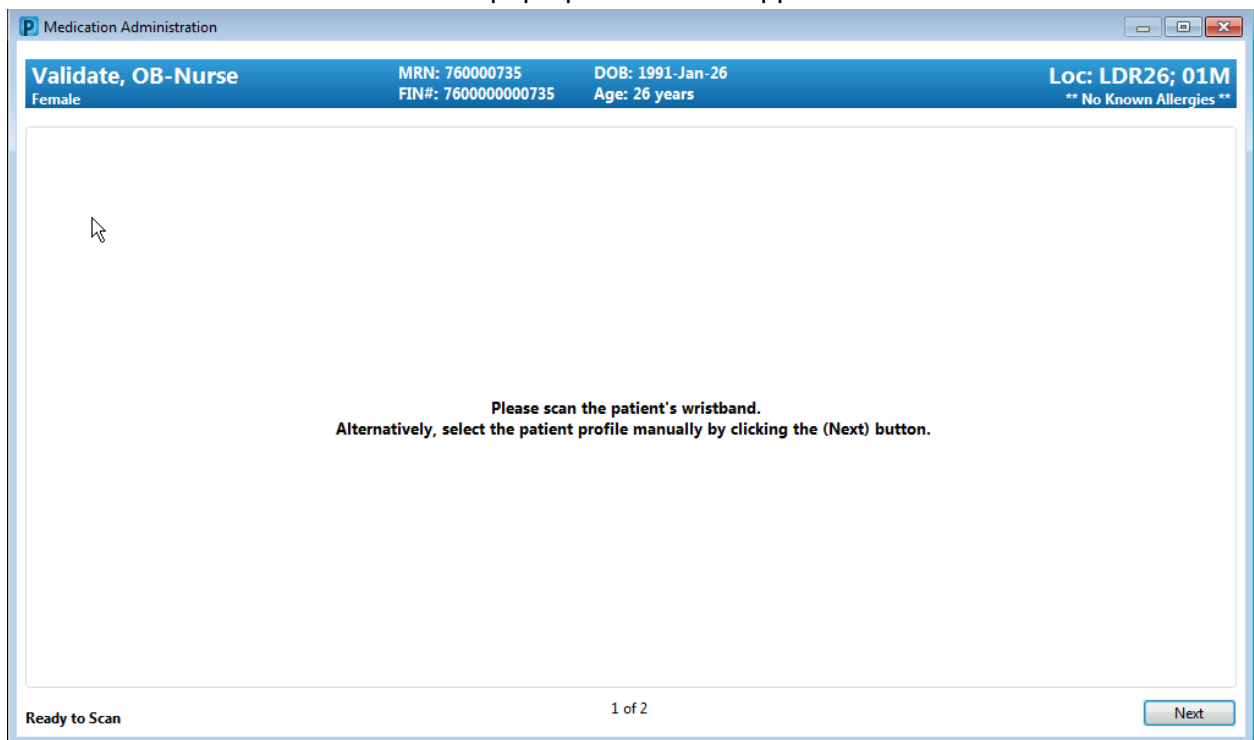 Medication Administration
Validate, OB-Nurse
Female
MRN: 760000735
FIN#: 7600000000735
DOB: 1991-Jan-26
Age: 26 years
Loc: LDR26; 01M
** No Known Allergies **
Please scan the patient's wristband.
Alternatively, select the patient profile manually by clicking the (Next) button.
Ready to Scan
1 of 2
Next